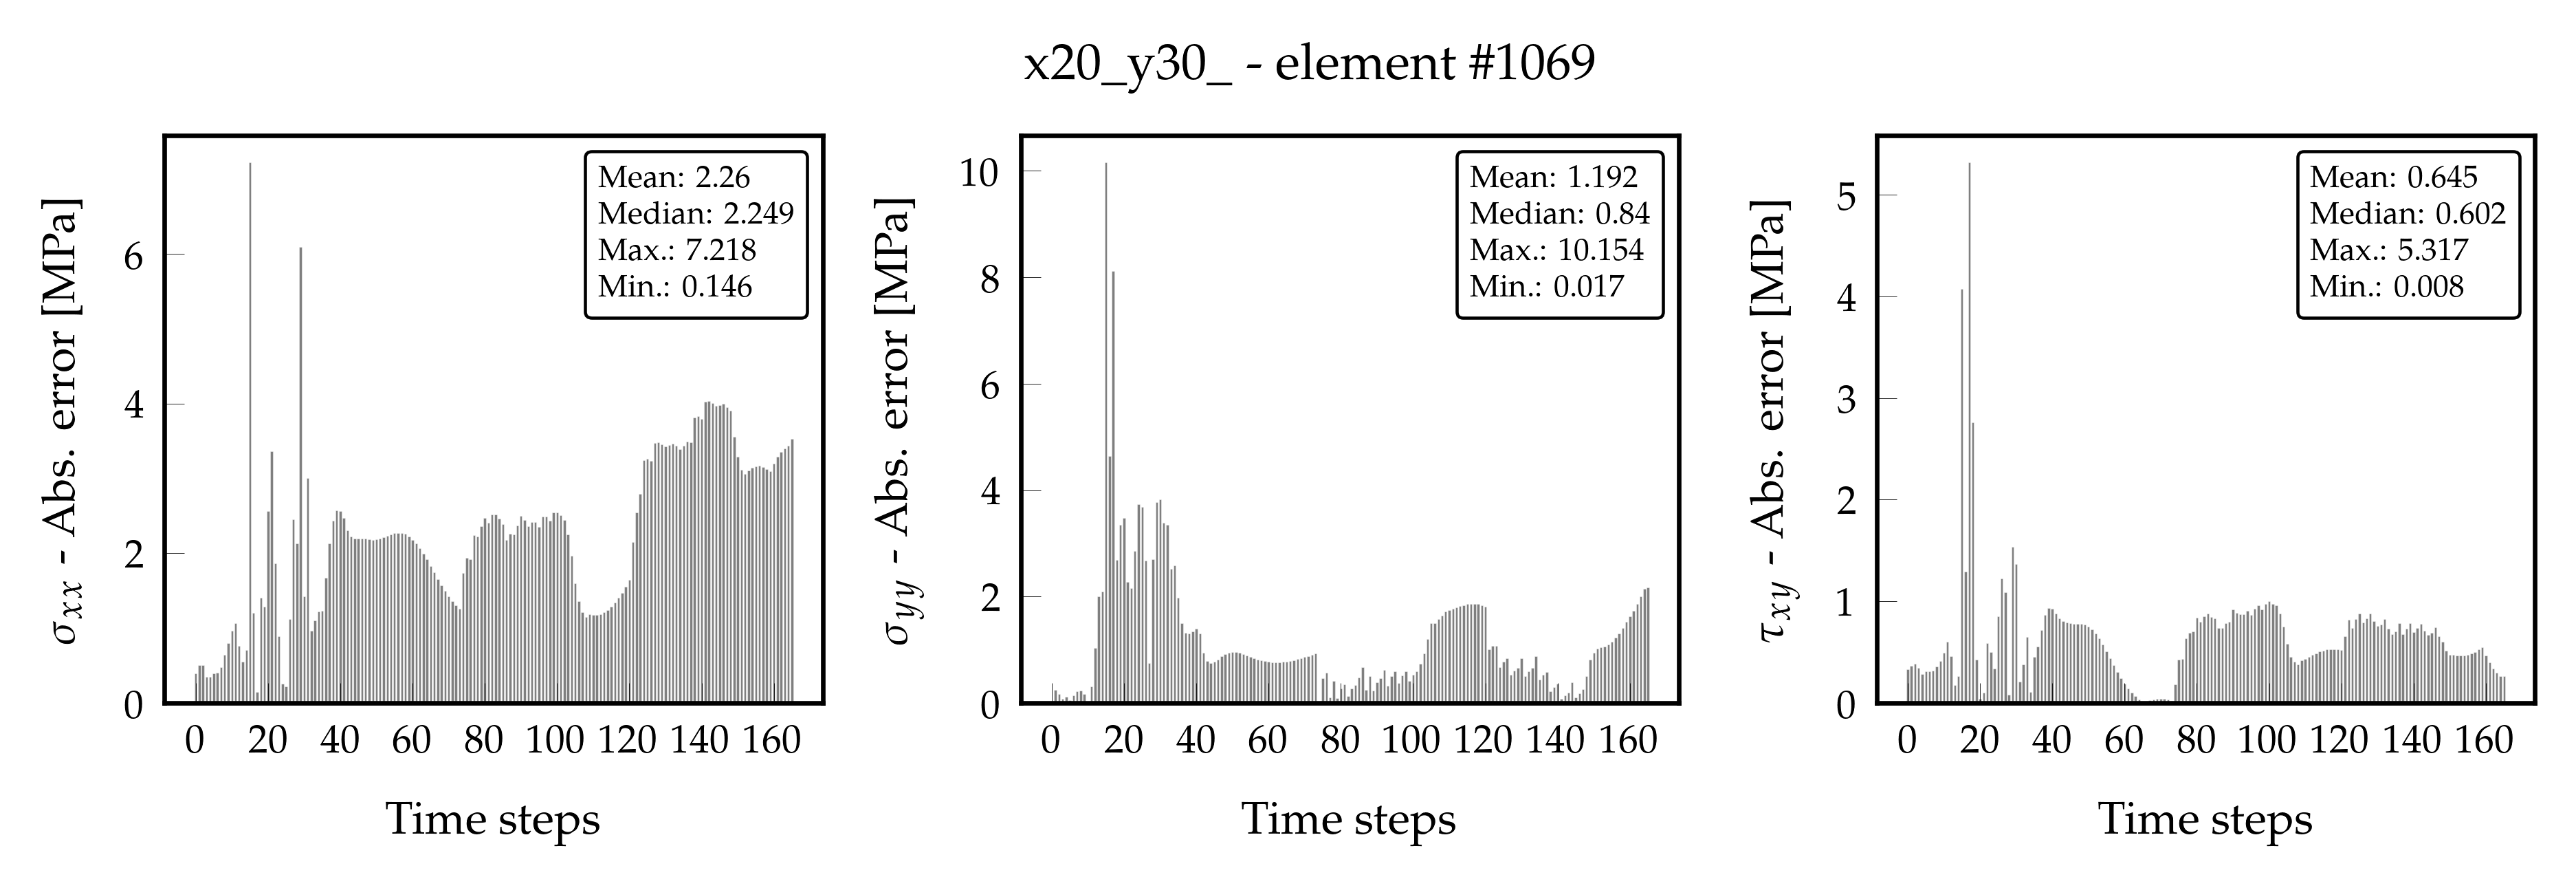 x20_y30_ - element #1069
σxx - Abs. error [MPa]
6
4
2
0
0 20 40 60 80 100 120 140 160
Time steps
Mean: 2.26
Median: 2.249
Max.: 7.218
Min.: 0.146
σyy - Abs. error [MPa]
10
8
6
4
2
0
0 20 40 60 80 100 120 140 160
Time steps
Mean: 1.192
Median: 0.84
Max.: 10.154
Min.: 0.017
τxy - Abs. error [MPa]
5
4
3
2
1
0
0 20 40 60 80 100 120 140 160
Time steps
Mean: 0.645
Median: 0.602
Max.: 5.317
Min.: 0.008